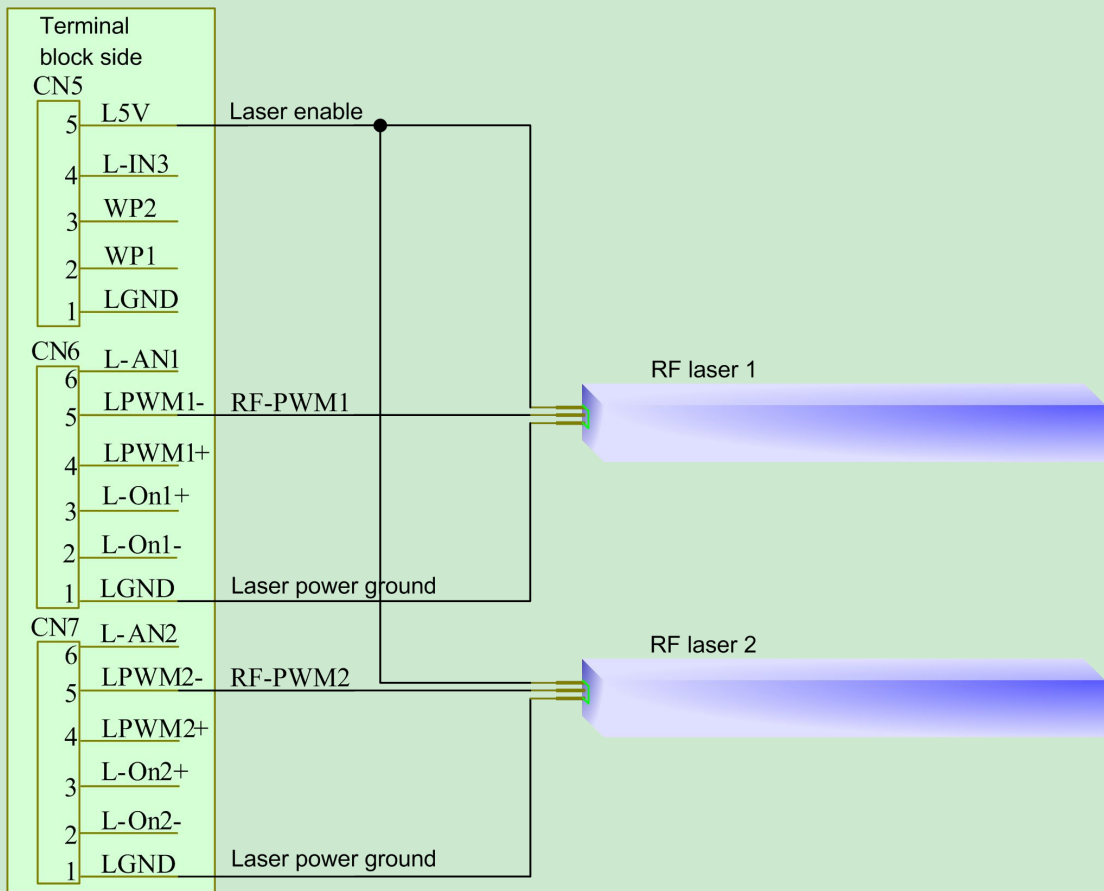 Terminal
block side
CN5
5 L5V Laser enable
4 L-IN3
3 WP2
2 WP1
1 LGND
CN6
6 L-AN1
5 LPWM1- RF-PWM1
4 LPWM1+
3 L-On1+
2 L-On1-
1 LGND Laser power ground
RF laser 1
CN7
6 L-AN2
5 LPWM2- RF-PWM2
4 LPWM2+
3 L-On2+
2 L-On2-
1 LGND Laser power ground
RF laser 2